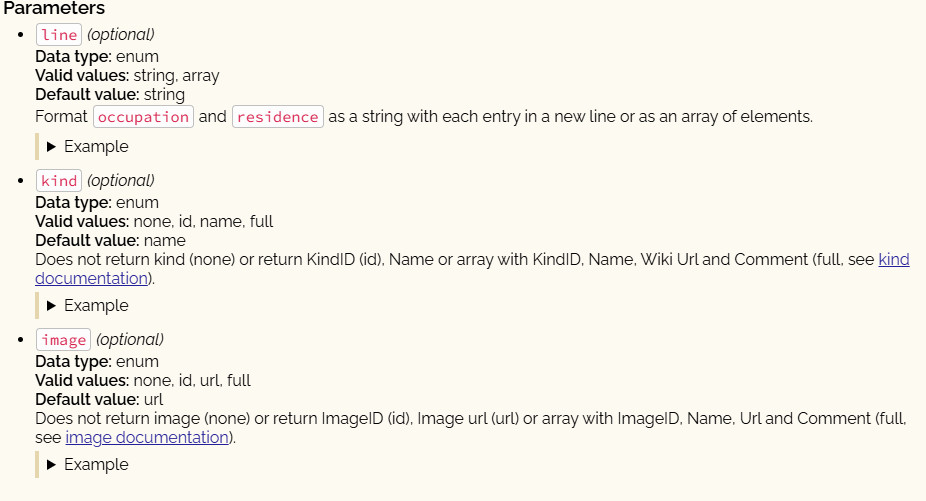 Parameters
line (optional)
Data type: enum
Valid values: string, array
Default value: string
Format occupation and residence as a string with each entry in a new line or as an array of elements.
Example
kind (optional)
Data type: enum
Valid values: none, id, name, full
Default value: name
Does not return kind (none) or return KindID (id), Name or array with KindID, Name, Wiki Url and Comment (full, see kind
documentation).
Example
image (optional)
Data type: enum
Valid values: none, id, url, full
Default value: url
Does not return image (none) or return ImageID (id), Image url (url) or array with ImageID, Name, Url and Comment (full,
see image documentation).
Example